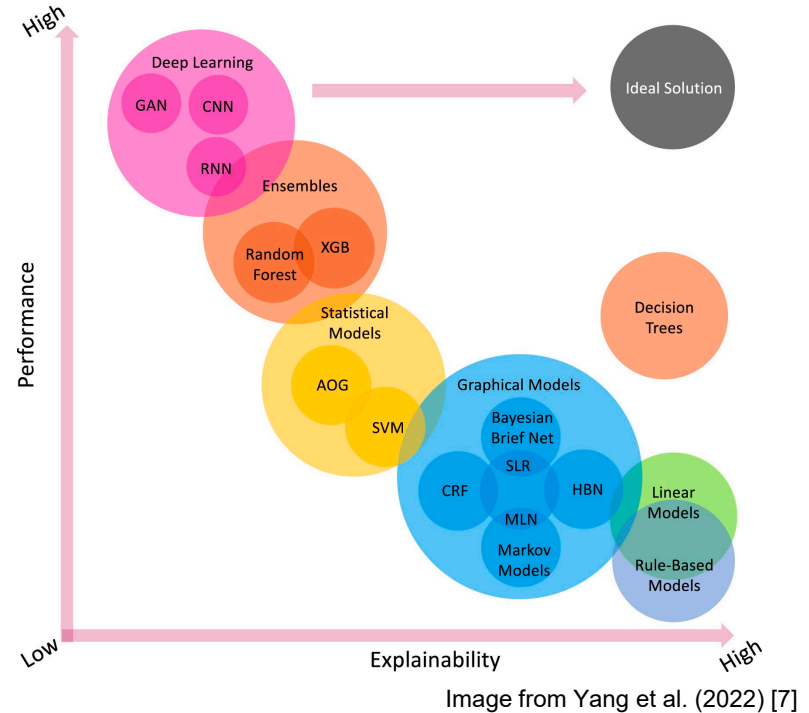 High
Deep Learning
GAN
CNN
RNN
Ideal Solution
Ensembles
Random
Forest
XGB
Decision
Trees
Statistical
Models
AOG
SVM
Graphical Models
Bayesian
Brief Net
SLR
CRF
HBN
MLN
Markov
Models
Linear
Models
Rule-Based
Models
Performance
Low
Explainability
High
Image from Yang et al. (2022) [7]